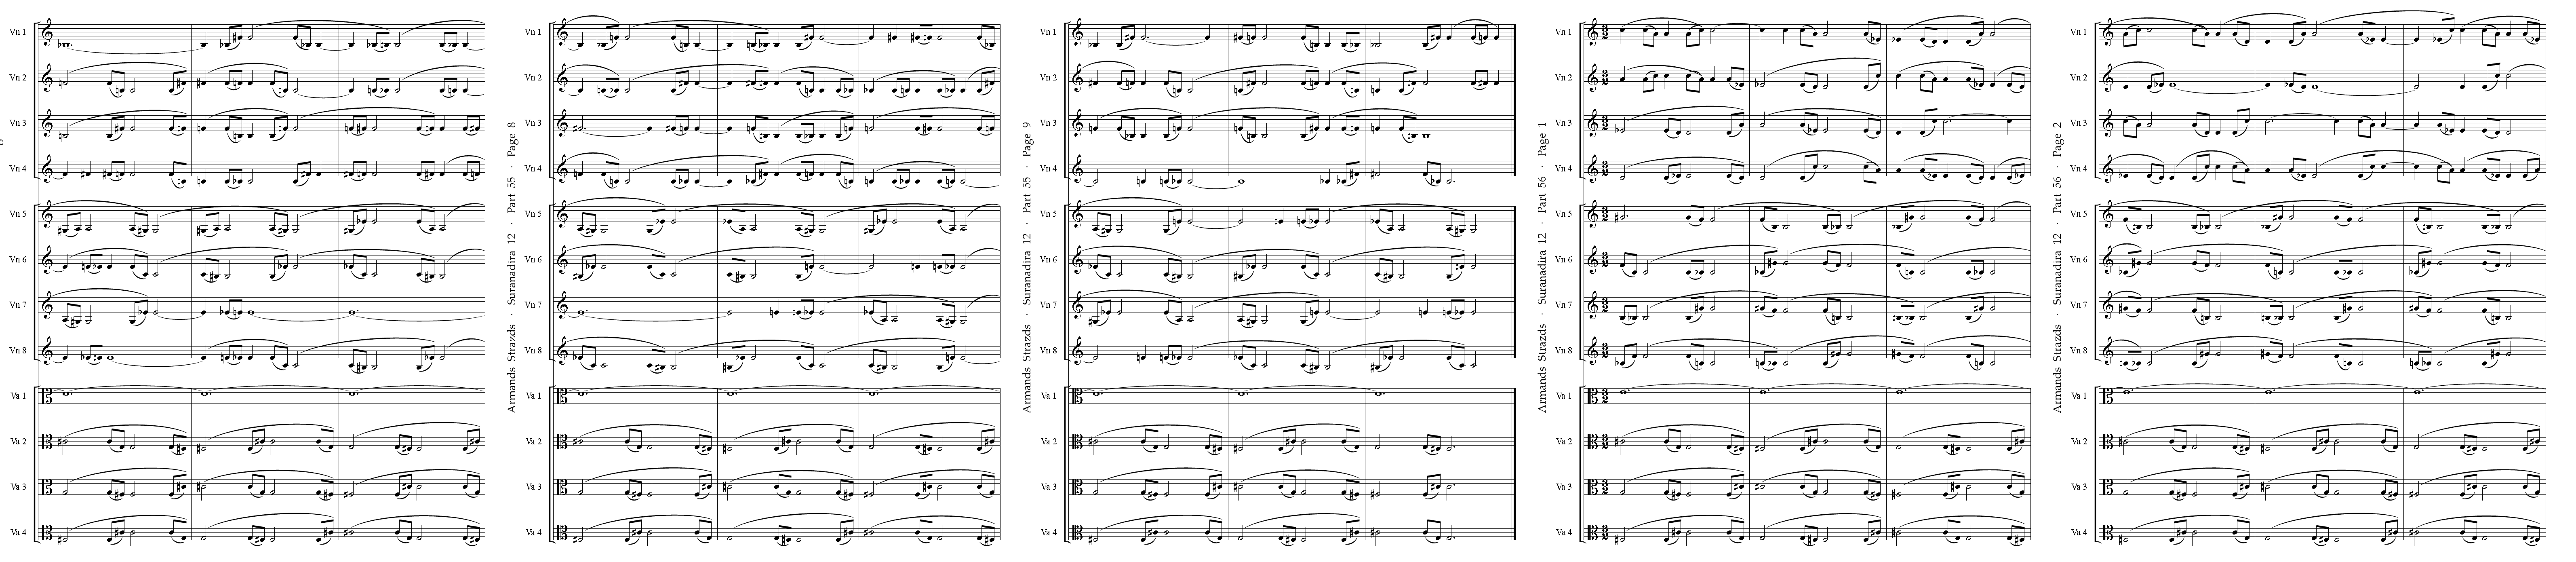 Vn 1
Vn 2
Vn 3
Vn 4
Vn 5
Vn 6
Vn 7
Vn 8
Va 1
Va 2
Va 3
Va 4
Armands Strazds · Suranadira 12 · Part 55 · Page 8
Vn 1
Vn 2
Vn 3
Vn 4
Vn 5
Vn 6
Vn 7
Vn 8
Va 1
Va 2
Va 3
Va 4
Armands Strazds · Suranadira 12 · Part 55 · Page 9
Vn 1
Vn 2
Vn 3
Vn 4
Vn 5
Vn 6
Vn 7
Vn 8
Va 1
Va 2
Va 3
Va 4
Armands Strazds · Suranadira 12 · Part 56 · Page 1
Vn 1
Vn 2
Vn 3
Vn 4
Vn 5
Vn 6
Vn 7
Vn 8
Va 1
Va 2
Va 3
Va 4
Armands Strazds · Suranadira 12 · Part 56 · Page 2
Vn 1
Vn 2
Vn 3
Vn 4
Vn 5
Vn 6
Vn 7
Vn 8
Va 1
Va 2
Va 3
Va 4